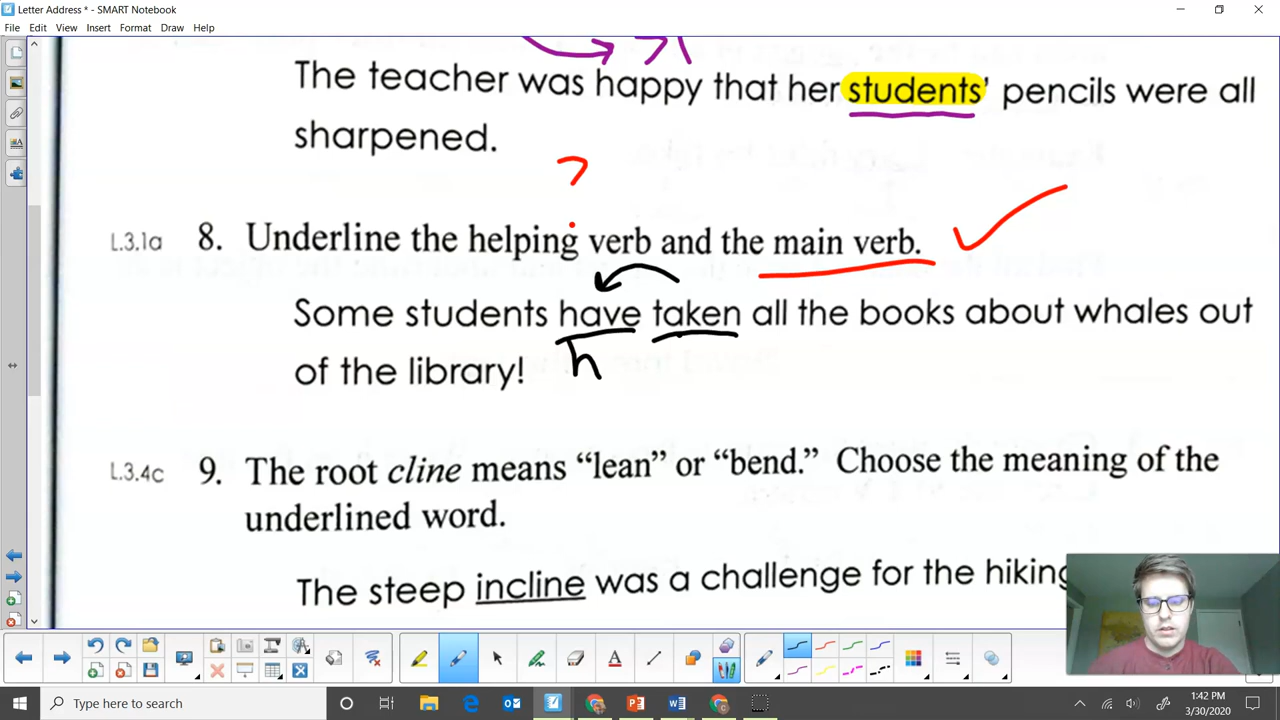 Letter Address * - SMART Notebook
File Edit View Insert Format Draw Help
The teacher was happy that her students' pencils were all
sharpened.
?
L.3.1a 8. Underline the helping verb and the main verb.
Some students have taken all the books about whales out
h
of the library!
L.3.4c 9. The root cline means “lean” or “bend.” Choose the meaning of the
underlined word.
The steep incline was a challenge for the hiking
Type here to search
1:42 PM
3/30/2020